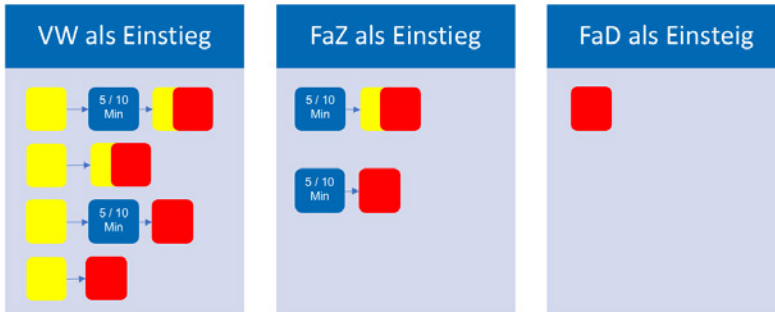 VW als Einstieg
5 / 10
Min
5 / 10
Min
FaZ als Einstieg
5 / 10
Min
5 / 10
Min
FaD als Einsteig